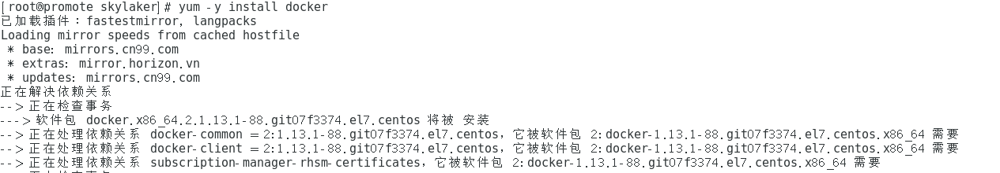 [root@promote skylaker]# yum -y install docker
已加载插件：fastestmirror, langpacks
Loading mirror speeds from cached hostfile
 * base: mirrors.cn99.com
 * extras: mirror.horizon.vn
 * updates: mirrors.cn99.com
正在解决依赖关系
--> 正在检查事务
---> 软件包 docker.x86_64.2.1.13.1-88.git07f3374.el7.centos 将被 安装
--> 正在处理依赖关系 docker-common = 2:1.13.1-88.git07f3374.el7.centos，它被软件包 2:docker-1.13.1-88.git07f3374.el7.centos.x86_64 需要
--> 正在处理依赖关系 docker-client = 2:1.13.1-88.git07f3374.el7.centos，它被软件包 2:docker-1.13.1-88.git07f3374.el7.centos.x86_64 需要
--> 正在处理依赖关系 subscription-manager-rhsm-certificates，它被软件包 2:docker-1.13.1-88.git07f3374.el7.centos.x86_64 需要